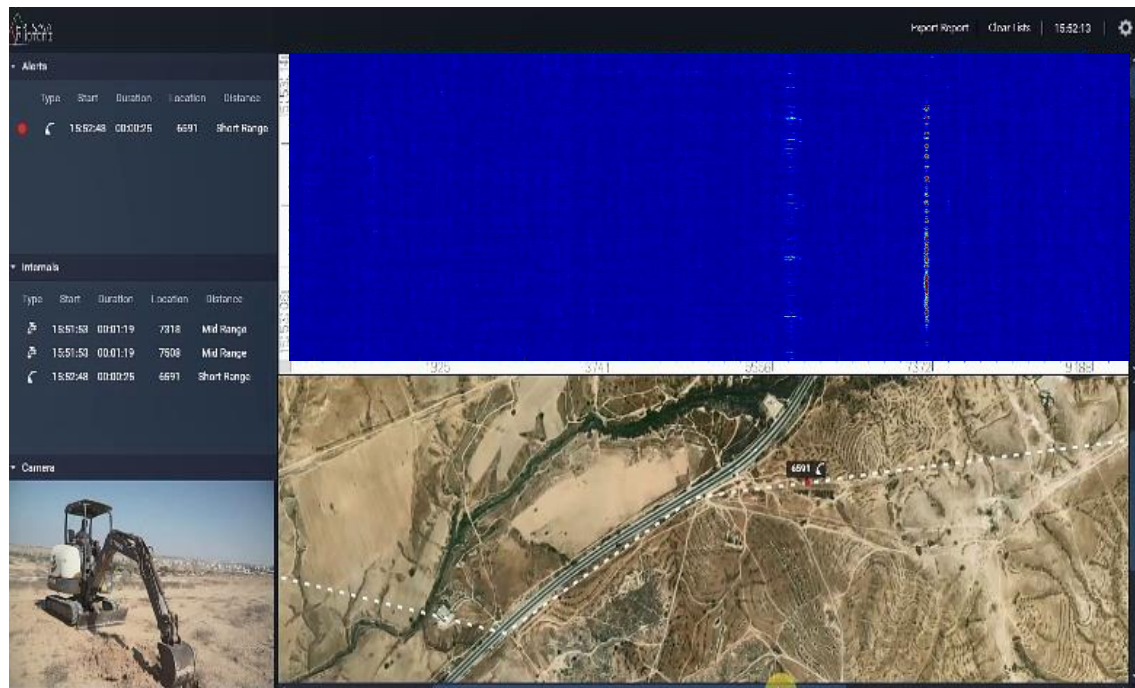 Export Report Clear Lists 15:52:13
Alerts
Type Start Duration Location Distance
15:52:48 00:00:25 6591 Short Range
Internals
Type Start Duration Location Distance
15:51:53 00:01:19 7318 Mid Range
15:51:53 00:01:19 7508 Mid Range
15:52:48 00:00:25 6591 Short Range
Camera
1925 3741 5556 7372 9188
6591